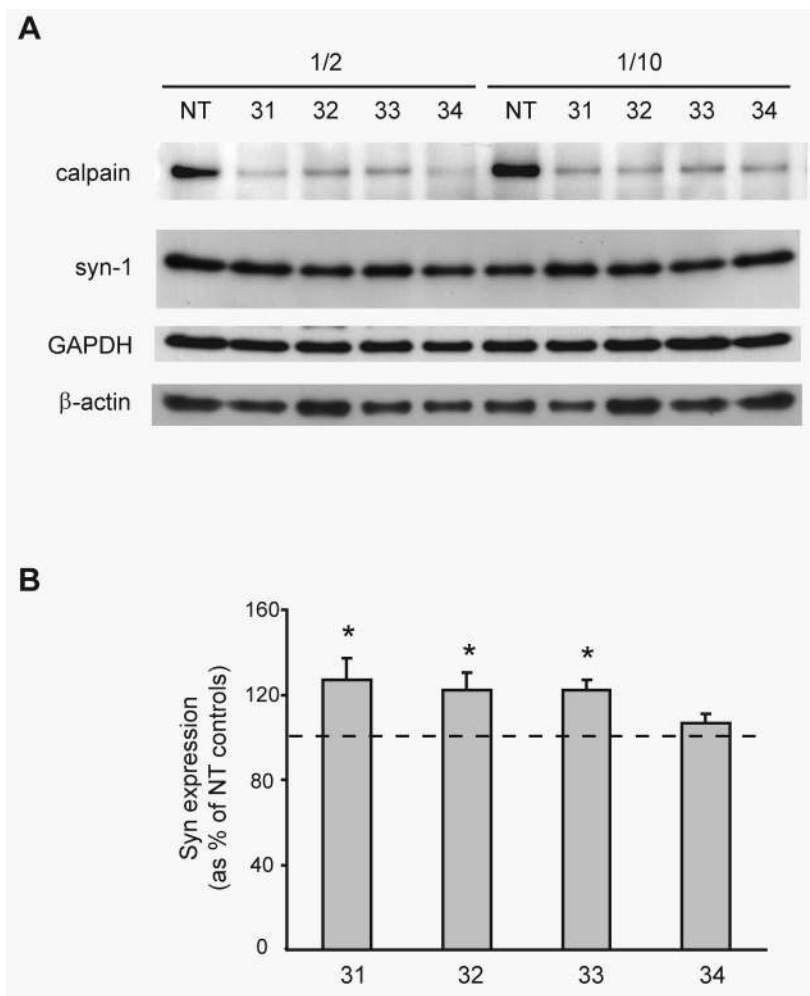 A
1/2 1/10
NT 31 32 33 34 NT 31 32 33 34
calpain
syn-1
GAPDH
β-actin
B
Syn expression
(as % of NT controls)
160
120
80
40
0
* * *
31 32 33 34